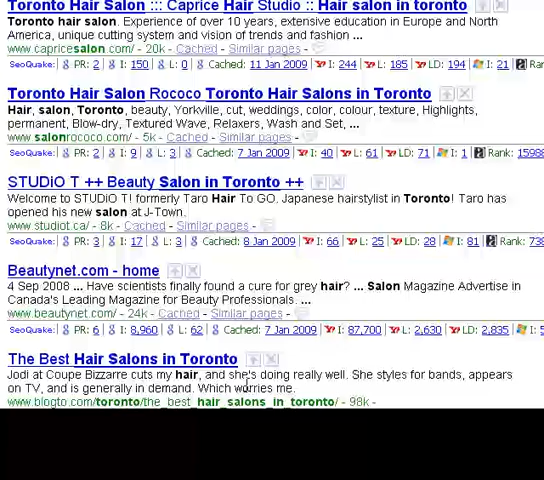 Toronto Hair Salon ::: Caprice Hair Studio :: Hair salon in toronto
Toronto hair salon. Experience of over 10 years, extensive education in Europe and North
America, unique cutting system and vision of trends and fashion ...
www.capricesalon.com/ - 20k - Cached - Similar pages -
SeoQuake: PR: 2 I: 150 L: 0 Cached: 11 Jan 2009 I: 244 L: 185 LD: 194 I: 21
Toronto Hair Salon Rococo Toronto Hair Salons in Toronto
Hair, salon, Toronto, beauty, Yorkville, cut, weddings, color, colour, texture, Highlights,
permanent, Blow-dry, Textured Wave, Relaxers, Wash and Set, ...
www.salonrococo.com/ - 5k - Cached - Similar pages -
SeoQuake: PR: 2 I: 9 L: 3 Cached: 7 Jan 2009 I: 40 L: 61 LD: 71 I: 1 Rank: 15988
STUDiO T ++ Beauty Salon in Toronto ++
Welcome to STUDiO T! formerly Taro Hair To GO. Japanese hairstylist in Toronto! Taro has
opened his new salon at J-Town.
www.studiot.ca/ - 8k - Cached - Similar pages -
SeoQuake: PR: 3 I: 17 L: 3 Cached: 8 Jan 2009 I: 66 L: 25 LD: 28 I: 81 Rank: 738
Beautynet.com - home
4 Sep 2008 ... Have scientists finally found a cure for grey hair? ... Salon Magazine Advertise in
Canada's Leading Magazine for Beauty Professionals. ...
www.beautynet.com/ - 24k - Cached - Similar pages -
SeoQuake: PR: 6 I: 8,960 L: 62 Cached: 7 Jan 2009 I: 87,700 L: 2,630 LD: 2,835 I: 5
The Best Hair Salons in Toronto
Jodi at Coupe Bizzarre cuts my hair, and she's doing really well. She styles for bands, appears
on TV, and is generally in demand. Which worries me.
www.blogto.com/toronto/the_best_hair_salons_in_toronto/ - 98k -